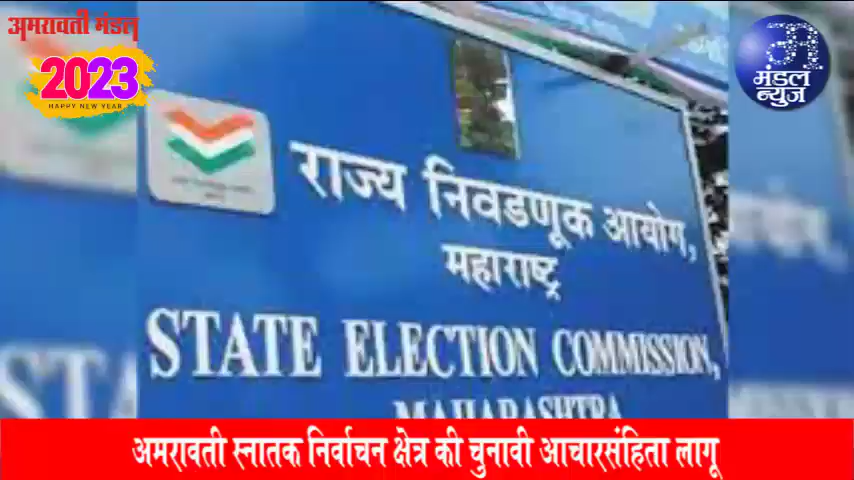 अमरावती मंडल
2023
HAPPY NEW YEAR
मंडल
न्युज
राज्य निवडणूक आयोग,
महाराष्ट्र
STATE ELECTION COMMISSION,
MAHARASHTRA
अमरावती स्नातक निर्वाचन क्षेत्र की चुनावी आचारसंहिता लागू